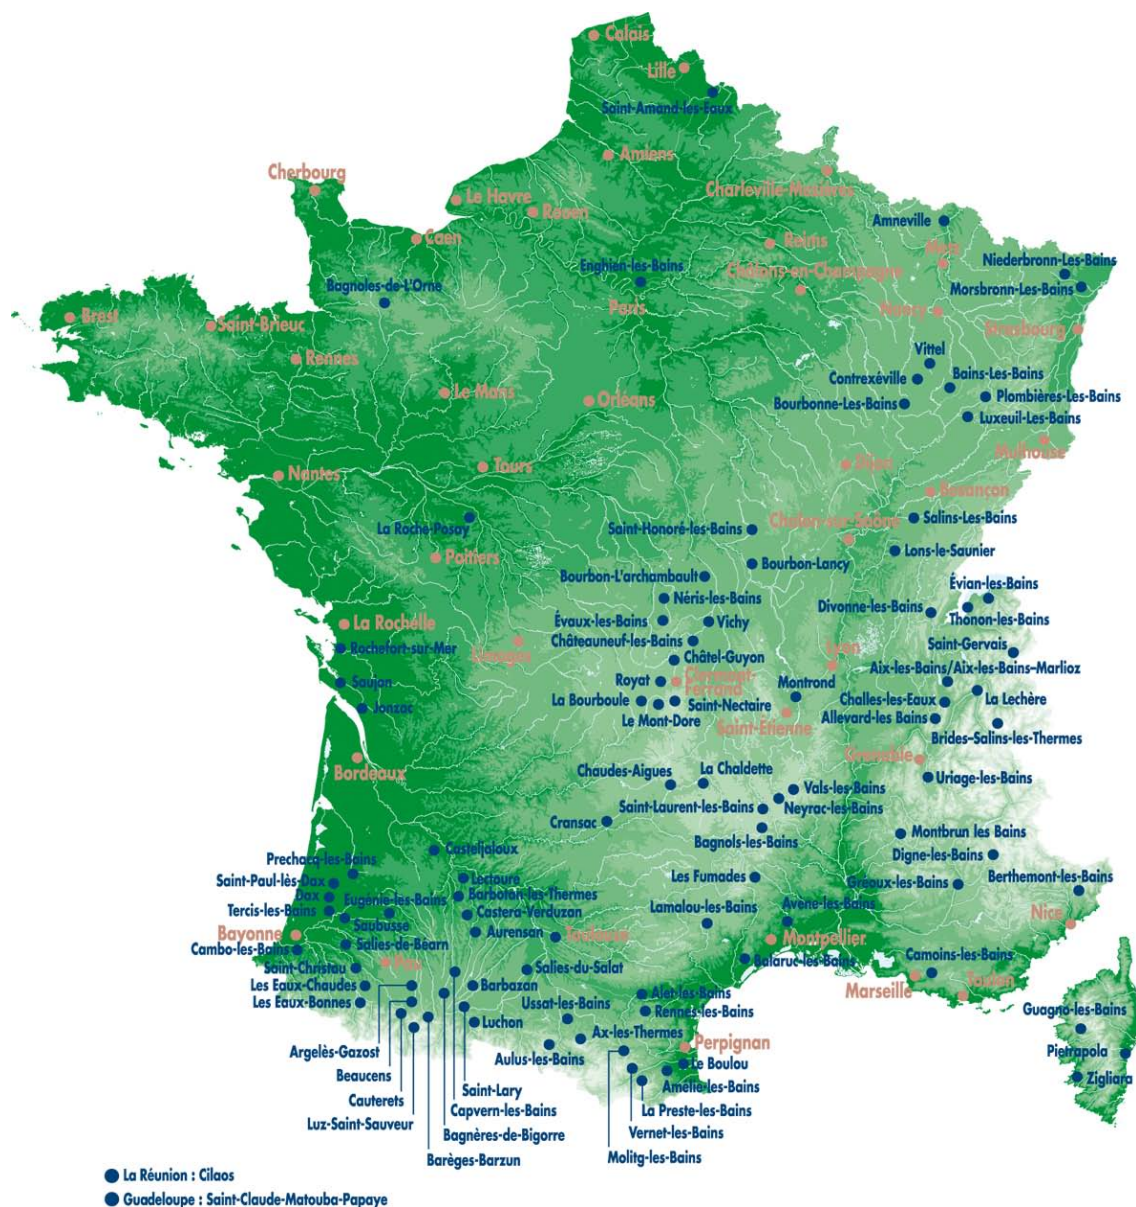 Calais
Lille
Saint-Amand-les-Eaux
Amiens
Cherbourg
Charleville-Mézières
Le Havre
Rouen
Amneville
Caen
Reims
Metz
Niederbronn-Les-Bains
Enghien-les-Bains
Châlons-en-Champagne
Bagnoles-de-L'Orne
Morsbronn-Les-Bains
Paris
Nancy
Brest
Saint-Brieuc
Strasbourg
Rennes
Vittel
Contrexéville
Bains-Les-Bains
Le Mans
Orléans
Bourbonne-Les-Bains
Plombières-Les-Bains
Luxeuil-Les-Bains
Mulhouse
Nantes
Tours
Dijon
Besançon
La Roche-Posay
Saint-Honoré-les-Bains
Chalon-sur-Saône
Salins-Les-Bains
Poitiers
Bourbon-Lancy
Lons-le-Saunier
Bourbon-L'archambault
Évian-les-Bains
Néris-les-Bains
Divonne-les-Bains
Thonon-les-Bains
La Rochelle
Évaux-les-Bains
Vichy
Châteauneuf-les-Bains
Saint-Gervais
Rochefort-sur-Mer
Limoges
Châtel-Guyon
Lyon
Aix-les-Bains/Aix-les-Bains-Marlioz
Saujon
Royat
Clermont-
Ferrand
Montrond
La Lechère
Jonzac
La Bourboule
Saint-Nectaire
Challes-les-Eaux
Le Mont-Dore
Saint-Étienne
Allevard-les Bains
Brides-Salins-les-Thermes
Bordeaux
Grenoble
Chaudes-Aigues
La Chaldette
Uriage-les-Bains
Vals-les-Bains
Saint-Laurent-les-Bains
Neyrac-les-Bains
Cransac
Bagnols-les-Bains
Montbrun les Bains
Casteljaloux
Digne-les-Bains
Prechacq-les-Bains
Saint-Paul-lès-Dax
Lectoure
Les Fumades
Gréoux-les-Bains
Berthemont-les-Bains
Dax
Eugénie-les-Bains
Barbotan-les-Thermes
Avène-les-Bains
Tercis-les-Bains
Saubusse
Castera-Verduzan
Lamalou-les-Bains
Nice
Bayonne
Aurensan
Toulouse
Montpellier
Cambo-les-Bains
Salies-de-Béarn
Camoins-les-Bains
Saint-Christau
Pau
Salies-du-Salat
Balaruc-les-Bains
Les Eaux-Chaudes
Barbazan
Marseille
Toulon
Les Eaux-Bonnes
Ussat-les-Bains
Alet-les-Bains
Rennes-les-Bains
Guagno-les-Bains
Luchon
Ax-les-Thermes
Argelès-Gazost
Aulus-les-Bains
Perpignan
Pietrapola
Beaucens
Le Boulou
Zigliara
Cauterets
Saint-Lary
Amélie-les-Bains
Luz-Saint-Sauveur
Capvern-les-Bains
La Preste-les-Bains
Bagnères-de-Bigorre
Vernet-les-Bains
Barèges-Barzun
Molitg-les-Bains
La Réunion : Cilaos
Guadeloupe : Saint-Claude-Matouba-Papaye